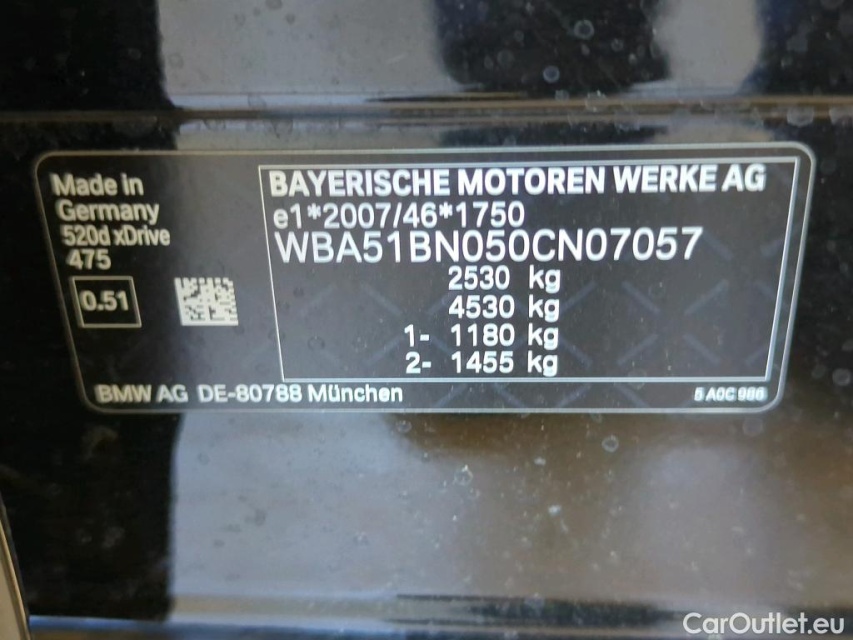 Made in
Germany
520d xDrive
475
0.51
BAYERISCHE MOTOREN WERKE AG
e1*2007/46*1750
WBA51BN050CN07057
2530 kg
4530 kg
1- 1180 kg
2- 1455 kg
BMW AG DE-80788 München
5 A0C 986
CarOutlet.eu